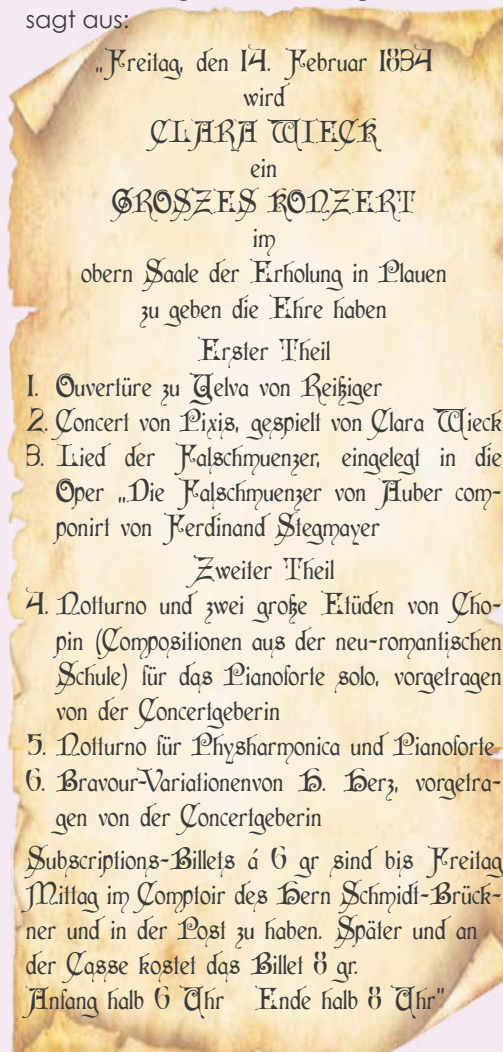 sagt aus:
„Freitag, den 14. Februar 1834
wird
CLARA WIECK
ein
GROSZES KONZERT
im
obern Saale der Erholung in Plauen
zu geben die Ehre haben
Erster Theil
1. Ouvertüre zu Yelva von Reißiger
2. Concert von Pixis, gespielt von Clara Wieck
3. Lied der Falschmuenzer, eingelegt in die
Oper „Die Falschmuenzer von Auber com-
ponirt von Ferdinand Stegmayer
Zweiter Theil
4. Notturno und zwei große Etüden von Cho-
pin (Compositionen aus der neu-romantischen
Schule) für das Pianoforte solo, vorgetragen
von der Concertgeberin
5. Notturno für Physharmonica und Pianoforte
6. Bravour-Variationenvon H. Herz, vorgetra-
gen von der Concertgeberin
Subscriptions-Billets á 6 gr sind bis Freitag
Mittag im Comptoir des Hern Schmidt-Brück-
ner und in der Post zu haben. Später und an
der Casse kostet das Billet 8 gr.
Anfang halb 6 Uhr Ende halb 8 Uhr"